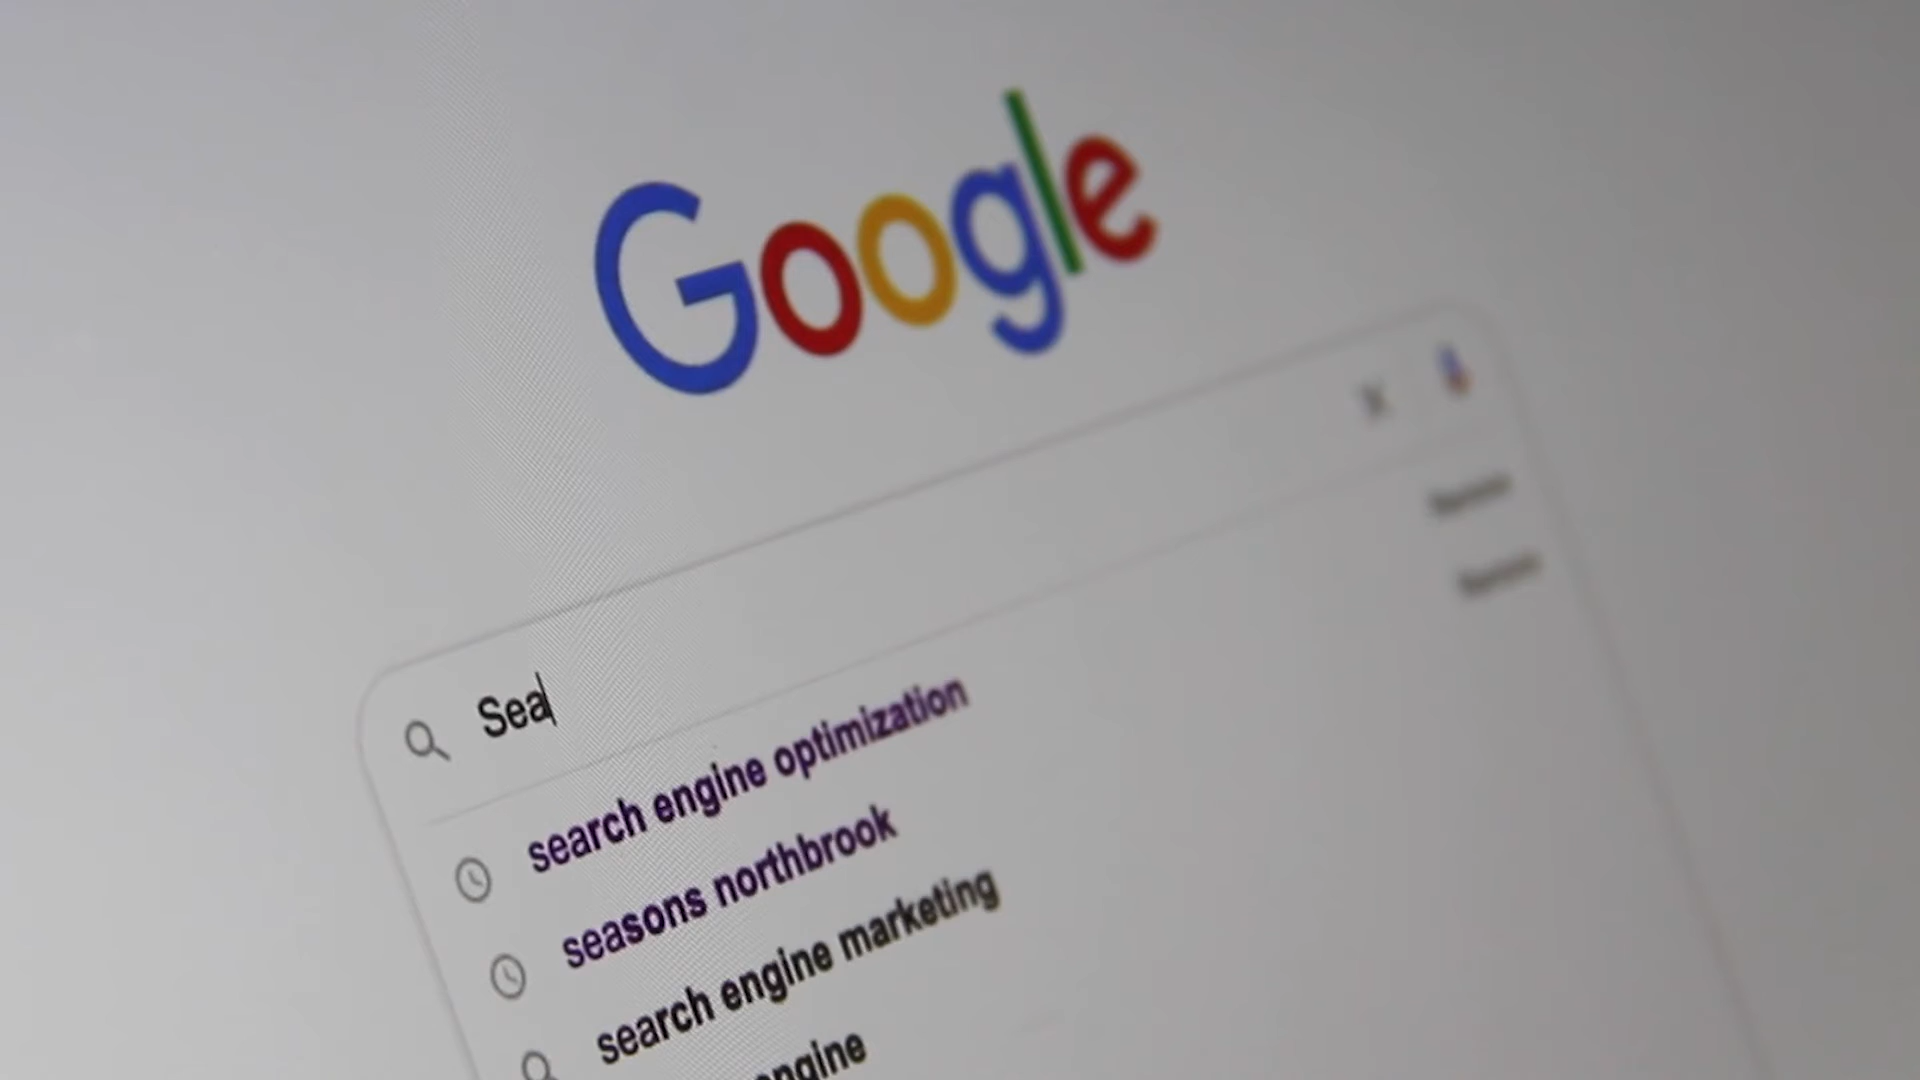 Google
Sea
search engine optimization
seasons northbrook
search engine marketing
engine